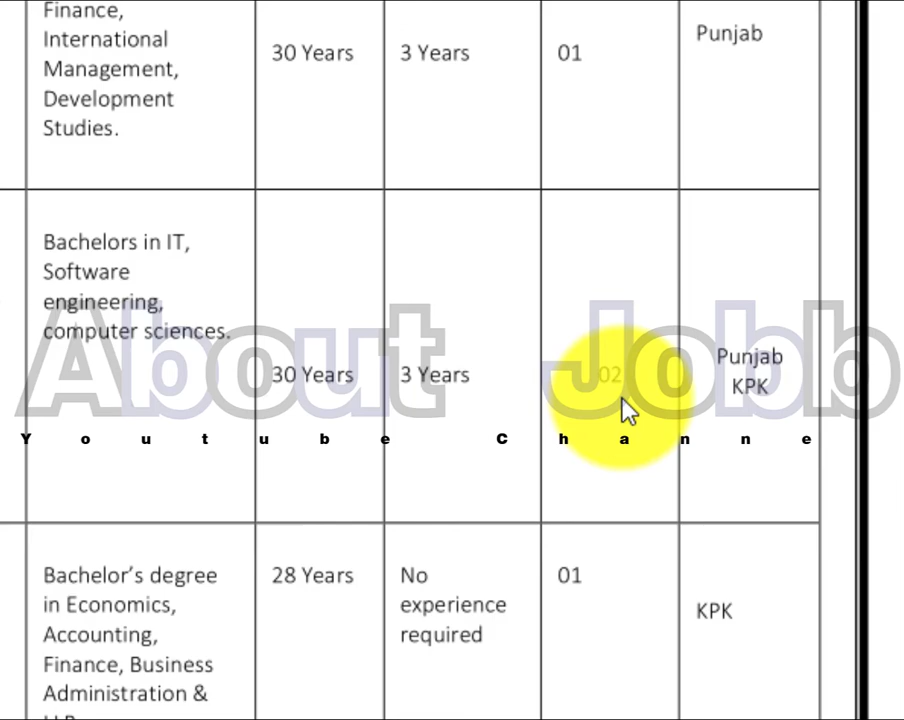 Finance,
International
Management,
Development
Studies.
30 Years
3 Years
01
Punjab
Bachelors in IT,
Software
engineering,
computer sciences.
30 Years
3 Years
02
Punjab
KPK
About Jobb
Youtube Channe
Bachelor's degree
in Economics,
Accounting,
Finance, Business
Administration &
28 Years
No
experience
required
01
KPK